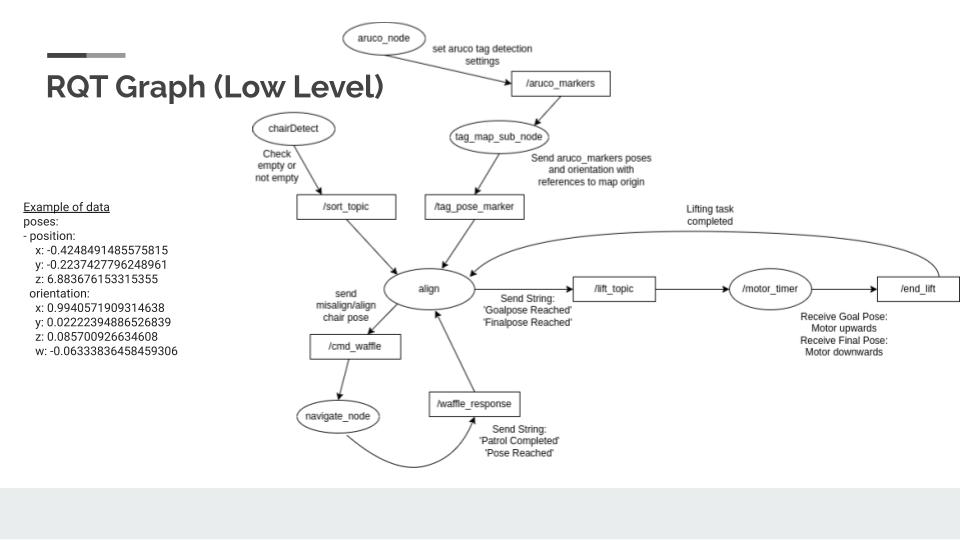 aruco_node
set aruco tag detection
settings
RQT Graph (Low Level)
/aruco_markers
chairDetect
tag_map_sub_node
Check
empty or
not empty
Send aruco_markers poses
and orientation with
references to map origin
/sort_topic
/tag_pose_marker
Example of data
poses:
- position:
x: -0.4248491485575815
y: -0.2237427796248961
z: 6.883676153315355
orientation:
x: 0.9940571909314638
y: 0.02222394886526839
z: 0.085700926634608
w: -0.06333836458459306
Lifting task
completed
align
/lift_topic
/motor_timer
/end_lift
send
misalign/align
chair pose
Send String:
'Goalpose Reached'
'Finalpose Reached'
Receive Goal Pose:
Motor upwards
Receive Final Pose:
Motor downwards
/cmd_waffle
navigate_node
/waffle_response
Send String:
'Patrol Completed'
'Pose Reached'